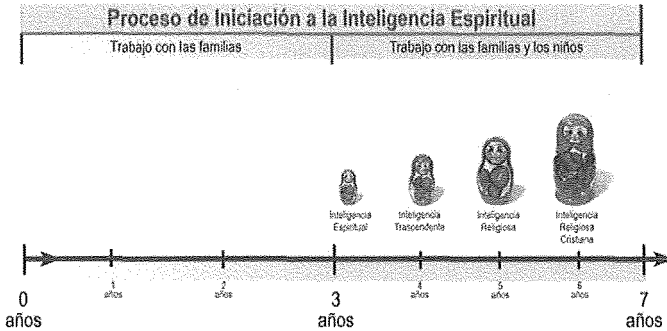 Proceso de Iniciación a la Inteligencia Espiritual
Trabajo con las familias
Trabajo con las familias y los niños
Inteligencia
Espiritual
Inteligencia
Trascendente
Inteligencia
Religiosa
Inteligencia
Religiosa
Cristiana
0
años
1
años
2
años
3
años
4
años
5
años
6
años
7
años